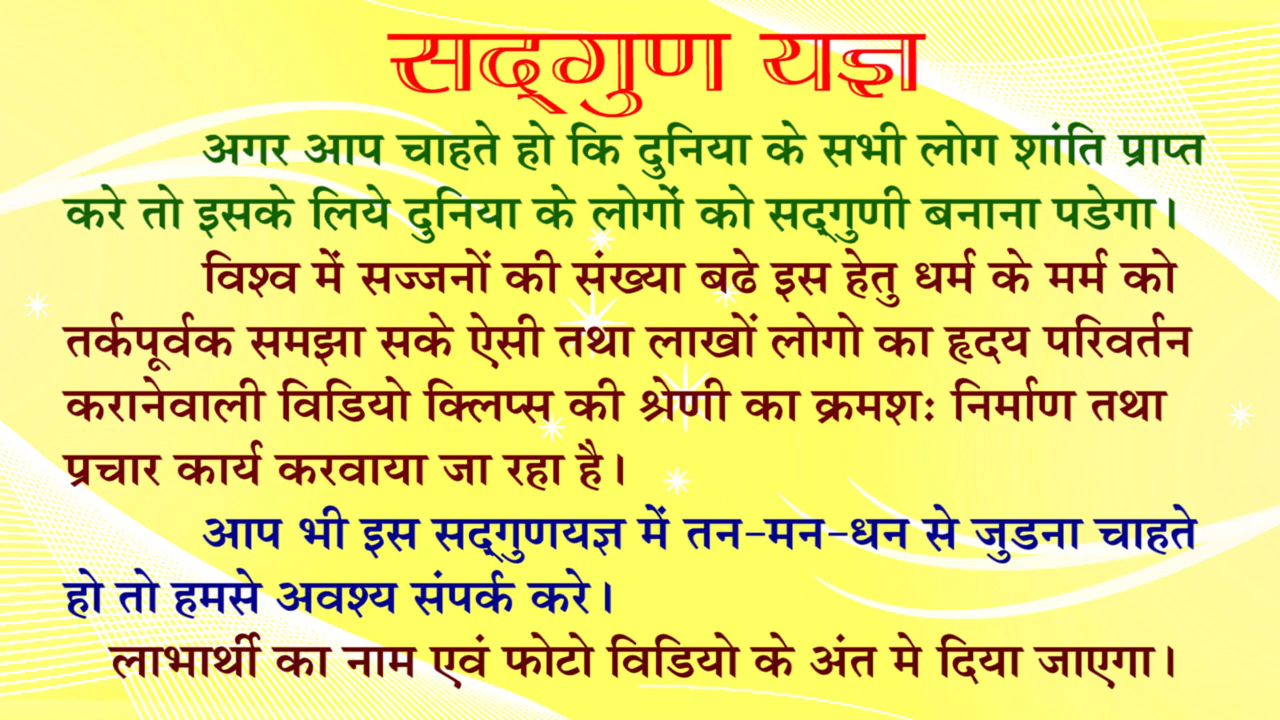 सद्‌गुण यज्ञ
अगर आप चाहते हो कि दुनिया के सभी लोग शांति प्राप्त
करे तो इसके लिये दुनिया के लोगों को सद्‌गुणी बनाना पडेगा।
विश्व में सज्जनों की संख्या बढे इस हेतु धर्म के मर्म को
तर्कपूर्वक समझा सके ऐसी तथा लाखों लोगो का हृदय परिवर्तन
करानेवाली विडियो क्लिप्स की श्रेणी का क्रमशः निर्माण तथा
प्रचार कार्य करवाया जा रहा है।
आप भी इस सद्‌गुणयज्ञ में तन-मन-धन से जुडना चाहते
हो तो हमसे अवश्य संपर्क करे।
लाभार्थी का नाम एवं फोटो विडियो के अंत मे दिया जाएगा।